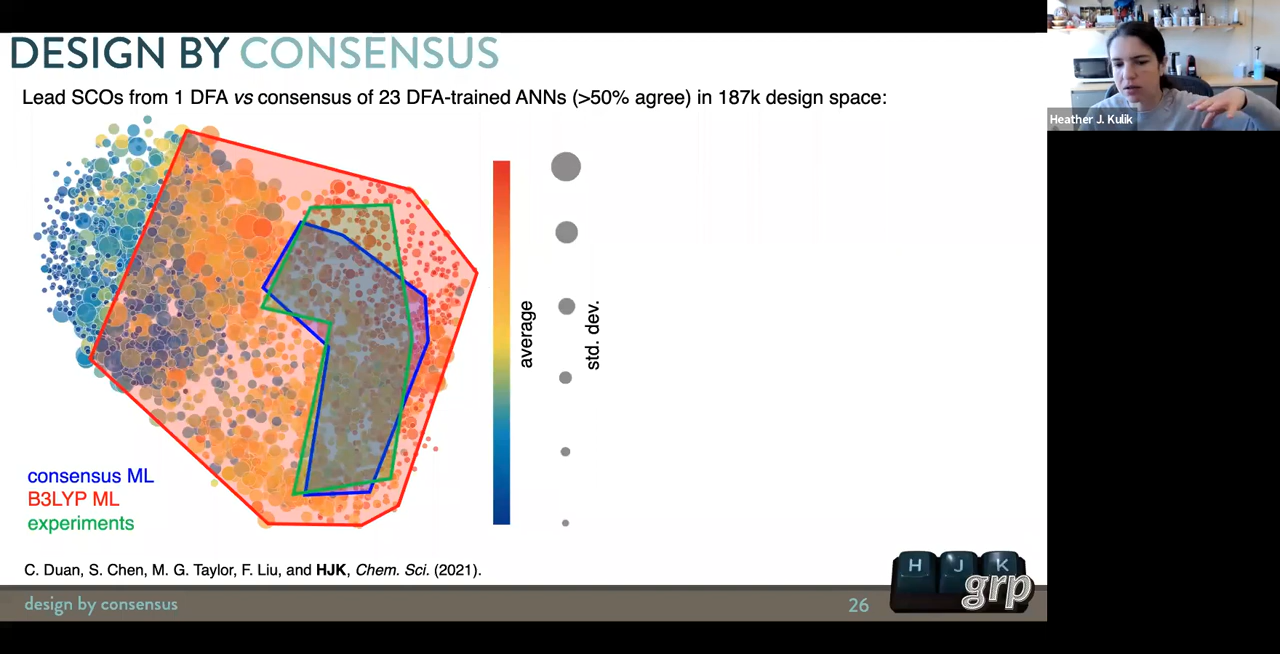 DESIGN BY CONSENSUS
Heather J. Kulik
Lead SCOs from 1 DFA vs consensus of 23 DFA-trained ANNs (>50% agree) in 187k design space:
average
std. dev.
consensus ML
B3LYP ML
experiments
C. Duan, S. Chen, M. G. Taylor, F. Liu, and HJK, Chem. Sci. (2021).
H J K
grp
design by consensus
26